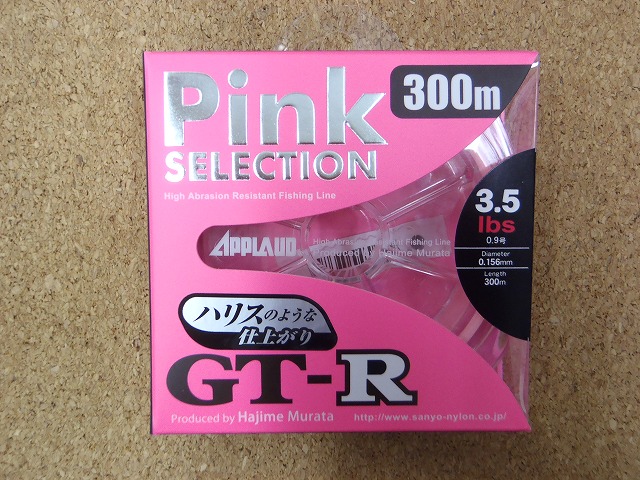 Pink
SELECTION
300m
High Abrasion Resistant Fishing Line
3.5
lbs
0.9号
Diameter
0.156mm
Length
300m
APPLAUD
High Abrasion Resistant Fishing Line
Produced by Hajime Murata
ハリスのような
仕上がり
GT-R
Produced by Hajime Murata
http://www.sanyo-nylon.co.jp/